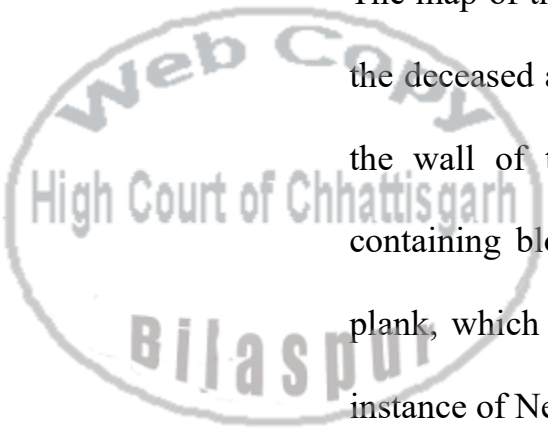 The map of t
Web Copy
the deceased a
the wall of t
High Court of Chhattisgarh
containing blo
plank, which
Bilaspur
instance of Ne